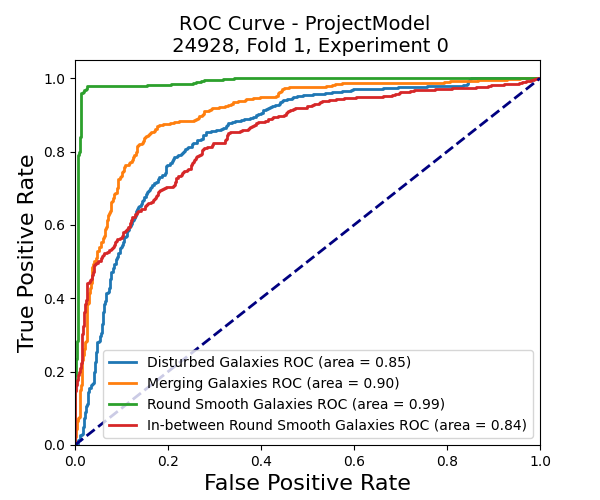 ROC Curve - ProjectModel
24928, Fold 1, Experiment 0
True Positive Rate
1.0
0.8
0.6
0.4
0.2
0.0
Disturbed Galaxies ROC (area = 0.85)
Merging Galaxies ROC (area = 0.90)
Round Smooth Galaxies ROC (area = 0.99)
In-between Round Smooth Galaxies ROC (area = 0.84)
0.0 0.2 0.4 0.6 0.8 1.0
False Positive Rate